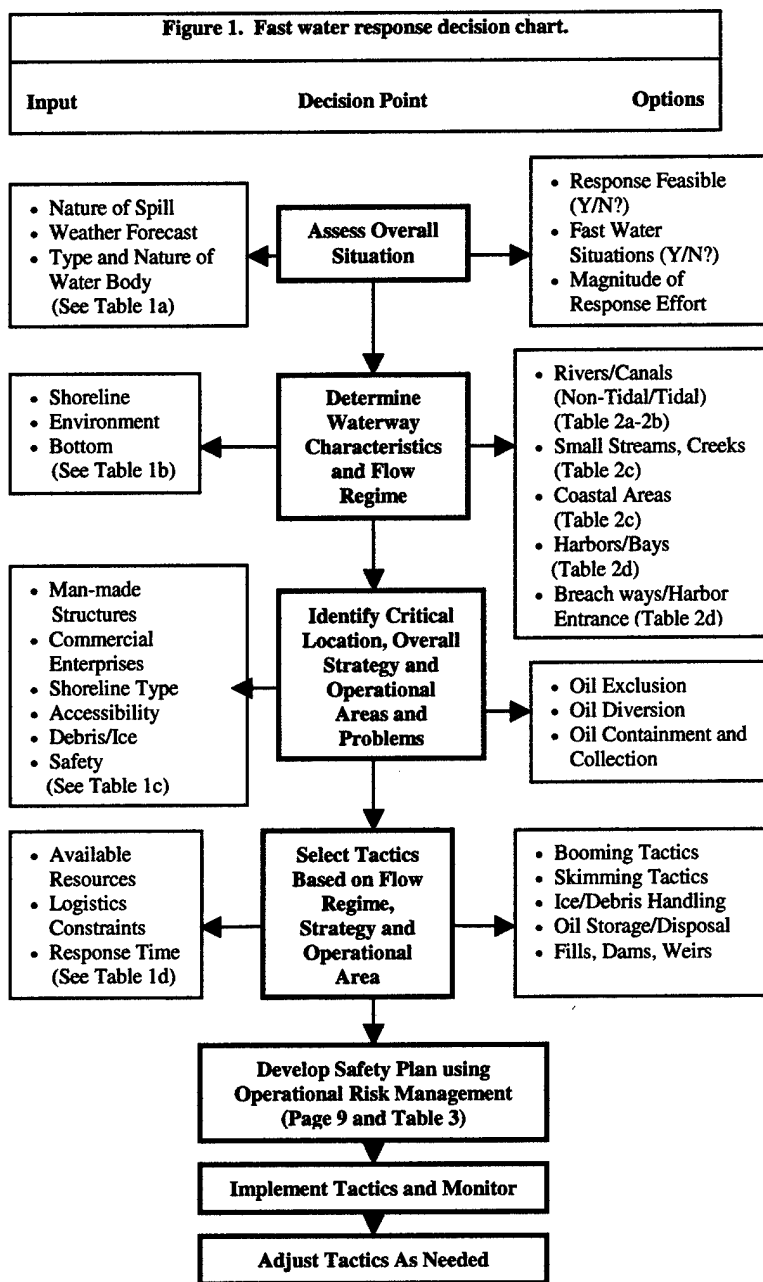 Figure 1. Fast water response decision chart.
Input Decision Point Options
• Nature of Spill
• Weather Forecast
• Type and Nature of
Water Body
(See Table 1a)
Assess Overall
Situation
• Response Feasible
(Y/N?)
• Fast Water
Situations (Y/N?)
• Magnitude of
Response Effort
• Shoreline
• Environment
• Bottom
(See Table 1b)
Determine
Waterway
Characteristics
and Flow
Regime
• Rivers/Canals
(Non-Tidal/Tidal)
(Table 2a-2b)
• Small Streams, Creeks
(Table 2c)
• Coastal Areas
(Table 2c)
• Harbors/Bays
(Table 2d)
• Breach ways/Harbor
Entrance (Table 2d)
• Man-made
Structures
• Commercial
Enterprises
• Shoreline Type
• Accessibility
• Debris/Ice
• Safety
(See Table 1c)
Identify Critical
Location, Overall
Strategy and
Operational
Areas and
Problems
• Oil Exclusion
• Oil Diversion
• Oil Containment and
Collection
• Available
Resources
• Logistics
Constraints
• Response Time
(See Table 1d)
Select Tactics
Based on Flow
Regime,
Strategy and
Operational
Area
• Booming Tactics
• Skimming Tactics
• Ice/Debris Handling
• Oil Storage/Disposal
• Fills, Dams, Weirs
Develop Safety Plan using
Operational Risk Management
(Page 9 and Table 3)
Implement Tactics and Monitor
Adjust Tactics As Needed